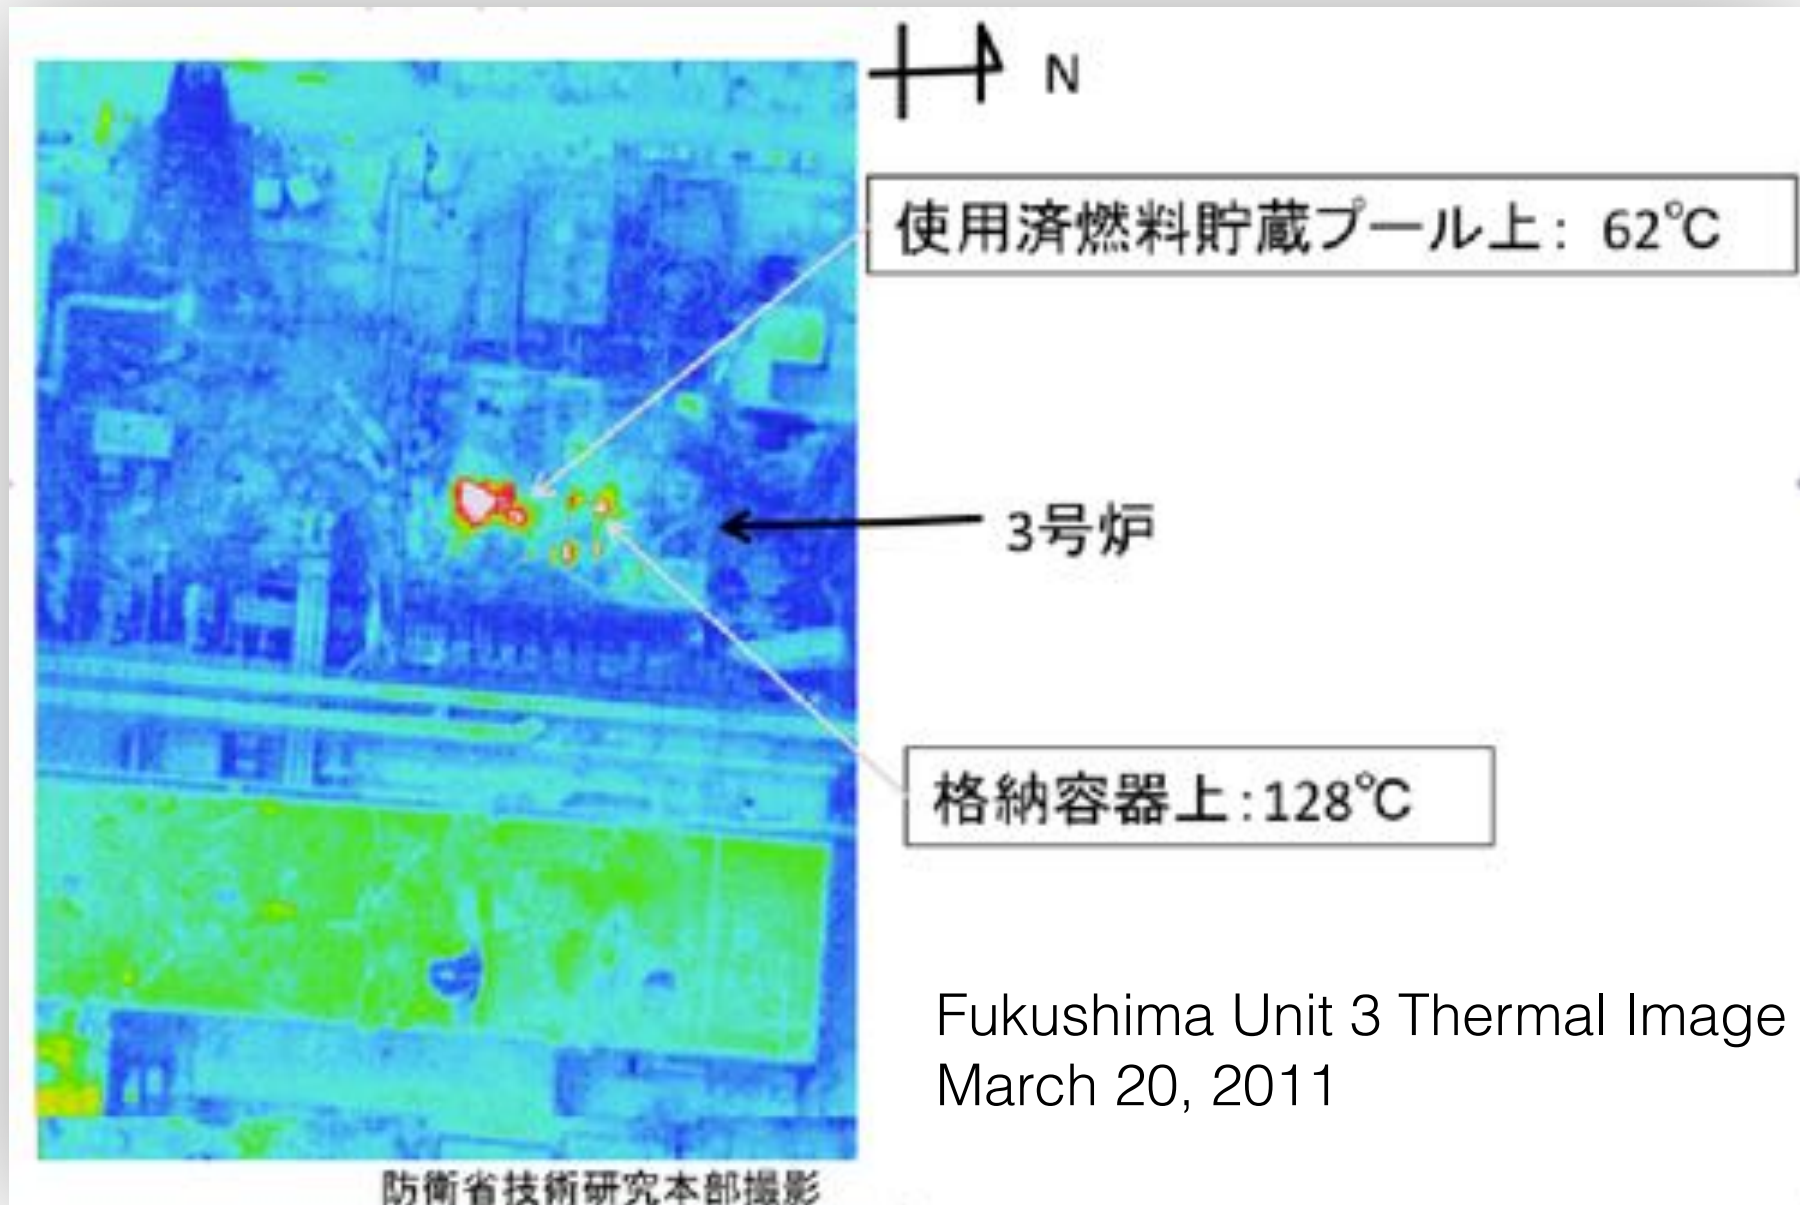 N
使用済燃料貯蔵プール上： 62℃
3号炉
格納容器上：128℃
Fukushima Unit 3 Thermal Image
March 20, 2011
防衛省技術研究本部撮影